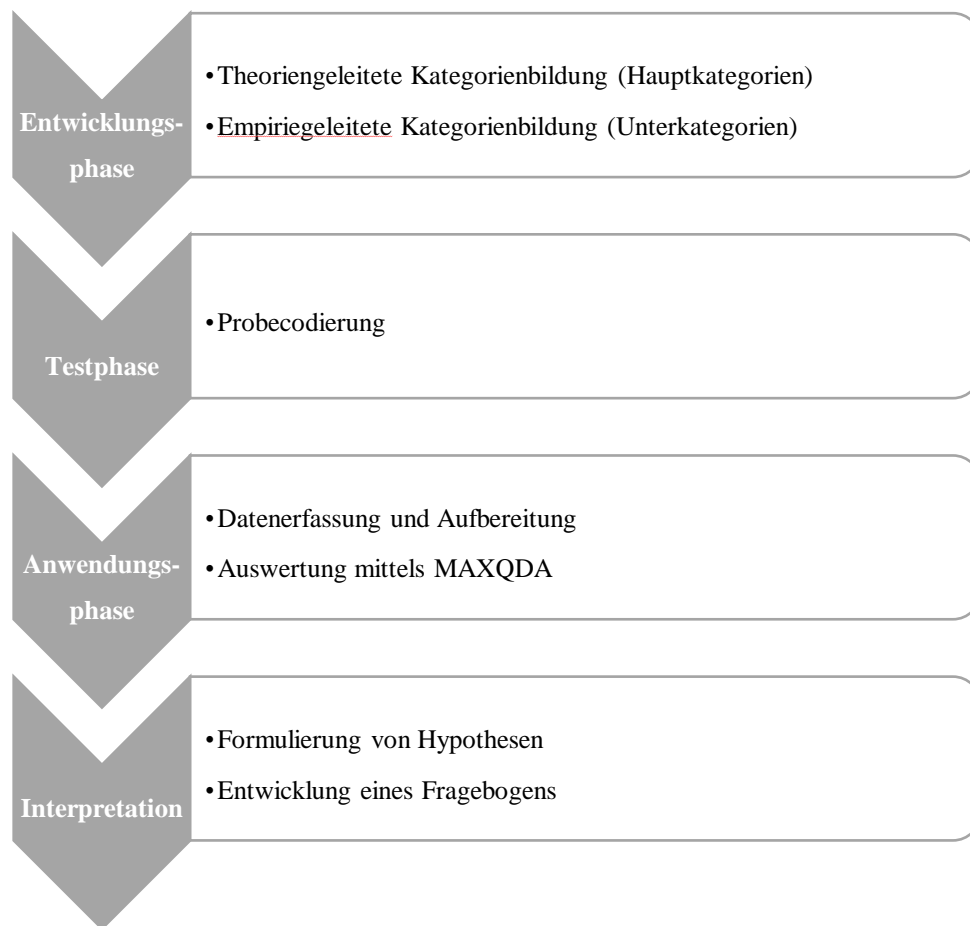 Entwicklungs-
phase
•Theoriengeleitete Kategorienbildung (Hauptkategorien)
•Empiriegeleitete Kategorienbildung (Unterkategorien)
Testphase
•Probecodierung
Anwendungs-
phase
•Datenerfassung und Aufbereitung
•Auswertung mittels MAXQDA
Interpretation
•Formulierung von Hypothesen
•Entwicklung eines Fragebogens